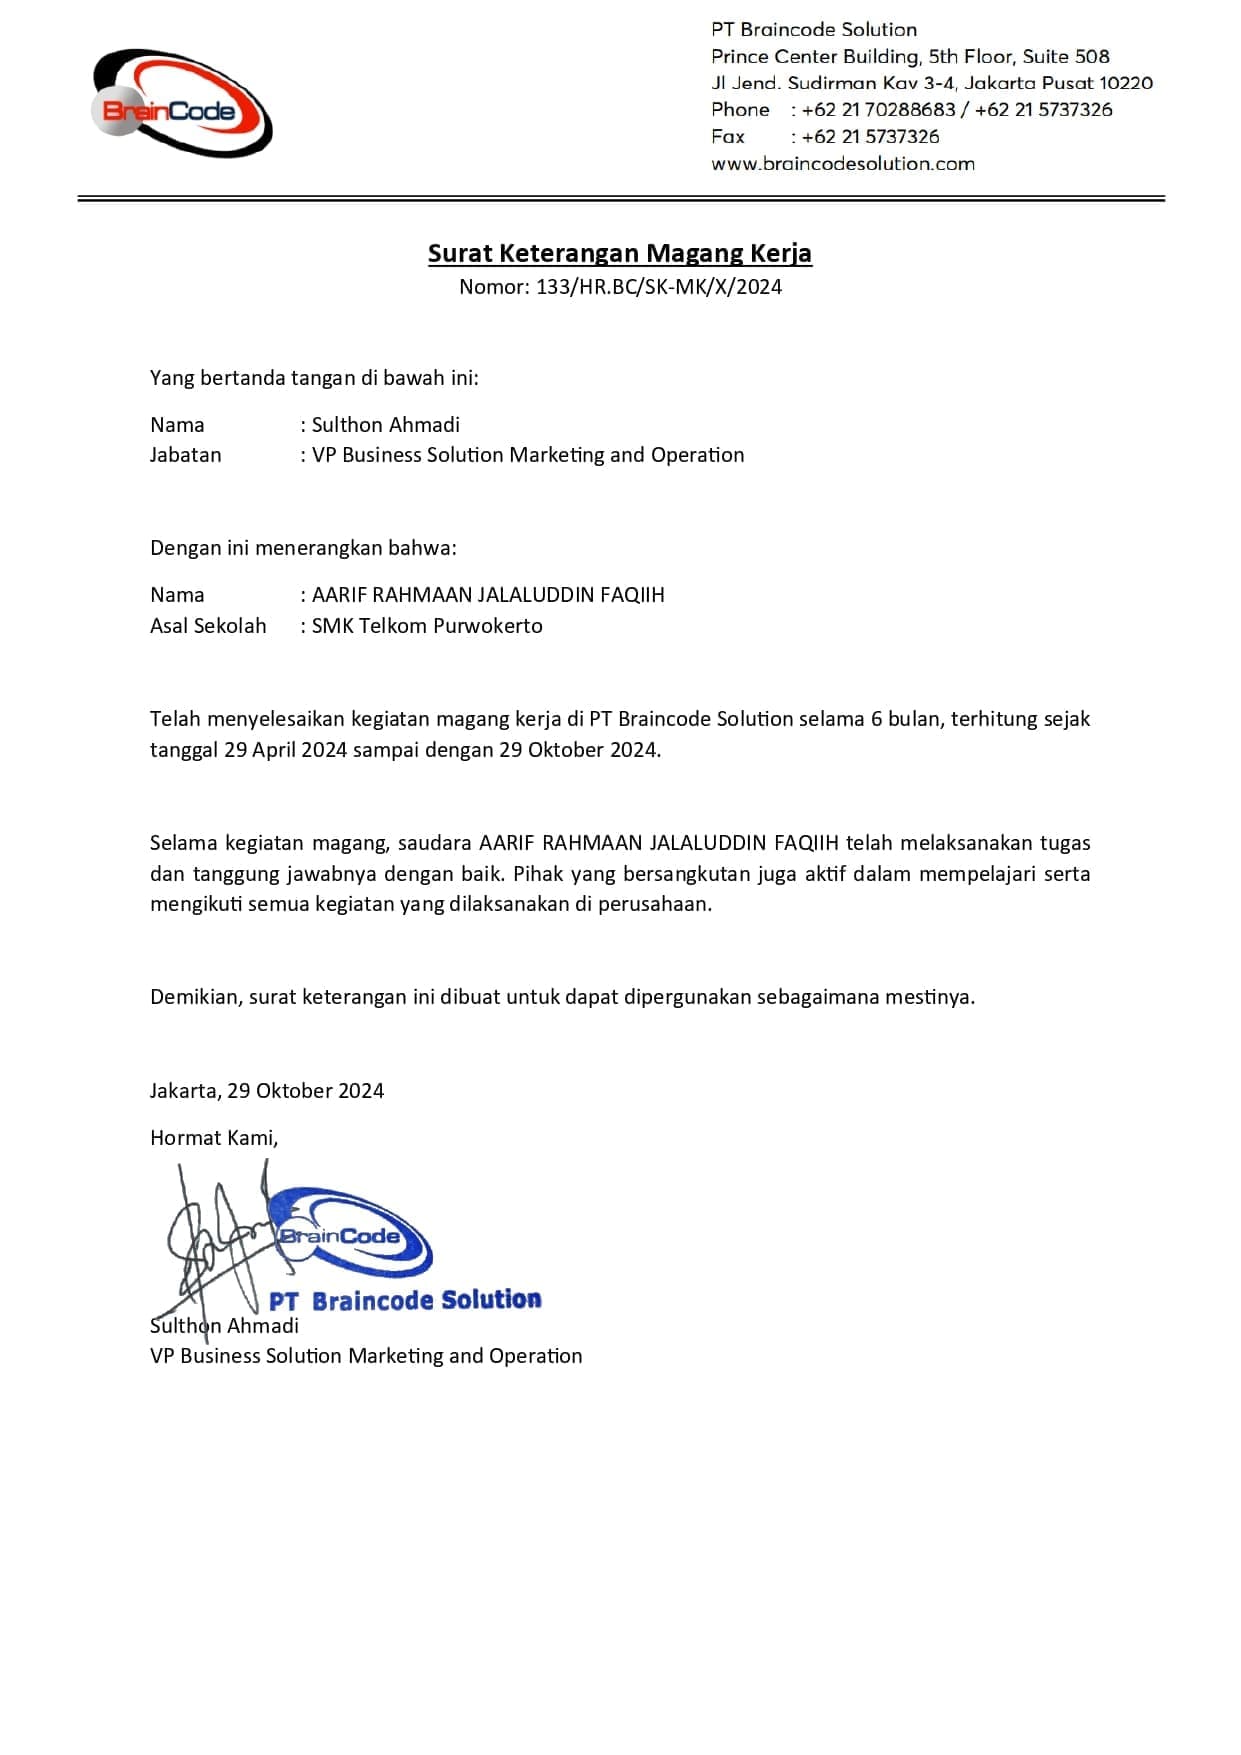 BrainCode
PT Braincode Solution
Prince Center Building, 5th Floor, Suite 508
Jl Jend. Sudirman Kav 3-4, Jakarta Pusat 10220
Phone : +62 21 70288683 / +62 21 5737326
Fax : +62 21 5737326
www.braincodesolution.com
Surat Keterangan Magang Kerja
Nomor: 133/HR.BC/SK-MK/X/2024
Yang bertanda tangan di bawah ini:
Nama : Sulthon Ahmadi
Jabatan : VP Business Solution Marketing and Operation
Dengan ini menerangkan bahwa:
Nama : AARIF RAHMAAN JALALUDDIN FAQIIH
Asal Sekolah : SMK Telkom Purwokerto
Telah menyelesaikan kegiatan magang kerja di PT Braincode Solution selama 6 bulan, terhitung sejak
tanggal 29 April 2024 sampai dengan 29 Oktober 2024.
Selama kegiatan magang, saudara AARIF RAHMAAN JALALUDDIN FAQIIH telah melaksanakan tugas
dan tanggung jawabnya dengan baik. Pihak yang bersangkutan juga aktif dalam mempelajari serta
mengikuti semua kegiatan yang dilaksanakan di perusahaan.
Demikian, surat keterangan ini dibuat untuk dapat dipergunakan sebagaimana mestinya.
Jakarta, 29 Oktober 2024
Hormat Kami,
BrainCode
PT Braincode Solution
Sulthon Ahmadi
VP Business Solution Marketing and Operation